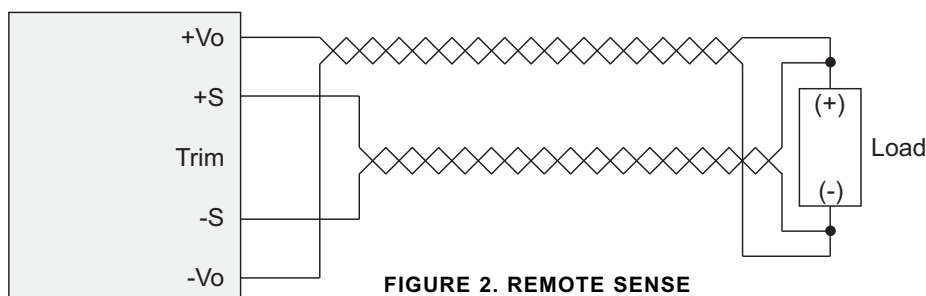 +Vo
+S
Trim
-S
-Vo
(+)
Load
(-)
FIGURE 2. REMOTE SENSE